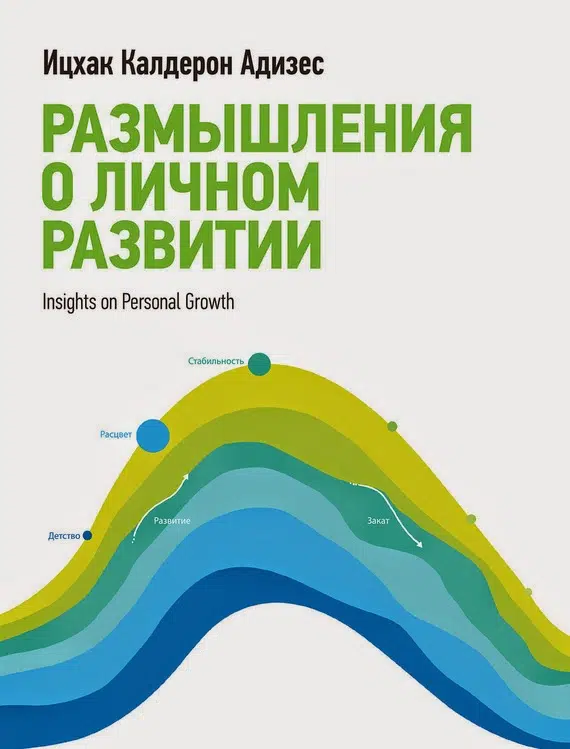 Ицхак Калдерон Адизес
РАЗМЫШЛЕНИЯ
О ЛИЧНОМ
РАЗВИТИИ
Insights on Personal Growth
Стабильность
Расцвет
Детство
Развитие
Закат